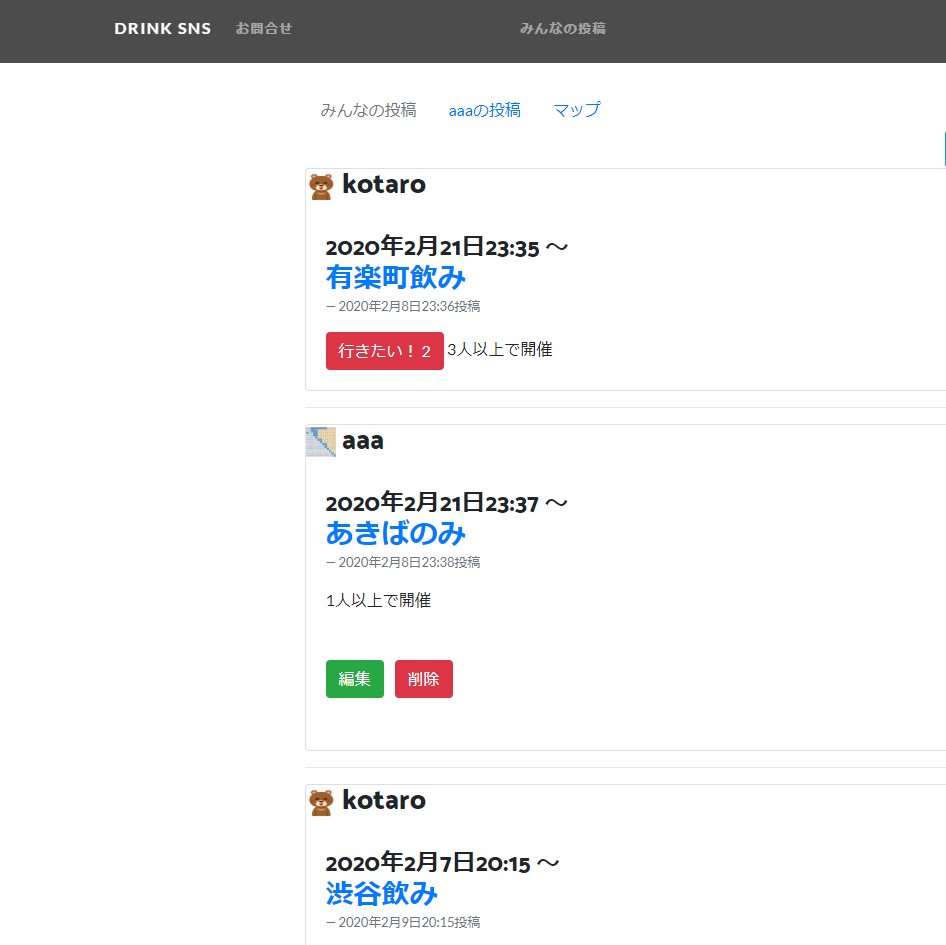 DRINK SNS お問合せ みんなの投稿
みんなの投稿 aaaの投稿 マップ
kotaro
2020年2月21日23:35 ～
有楽町飲み
— 2020年2月8日23:36投稿
行きたい！ 2 3人以上で開催
aaa
2020年2月21日23:37 ～
あきばのみ
— 2020年2月8日23:38投稿
1人以上で開催
編集 削除
kotaro
2020年2月7日20:15 ～
渋谷飲み
— 2020年2月9日20:15投稿